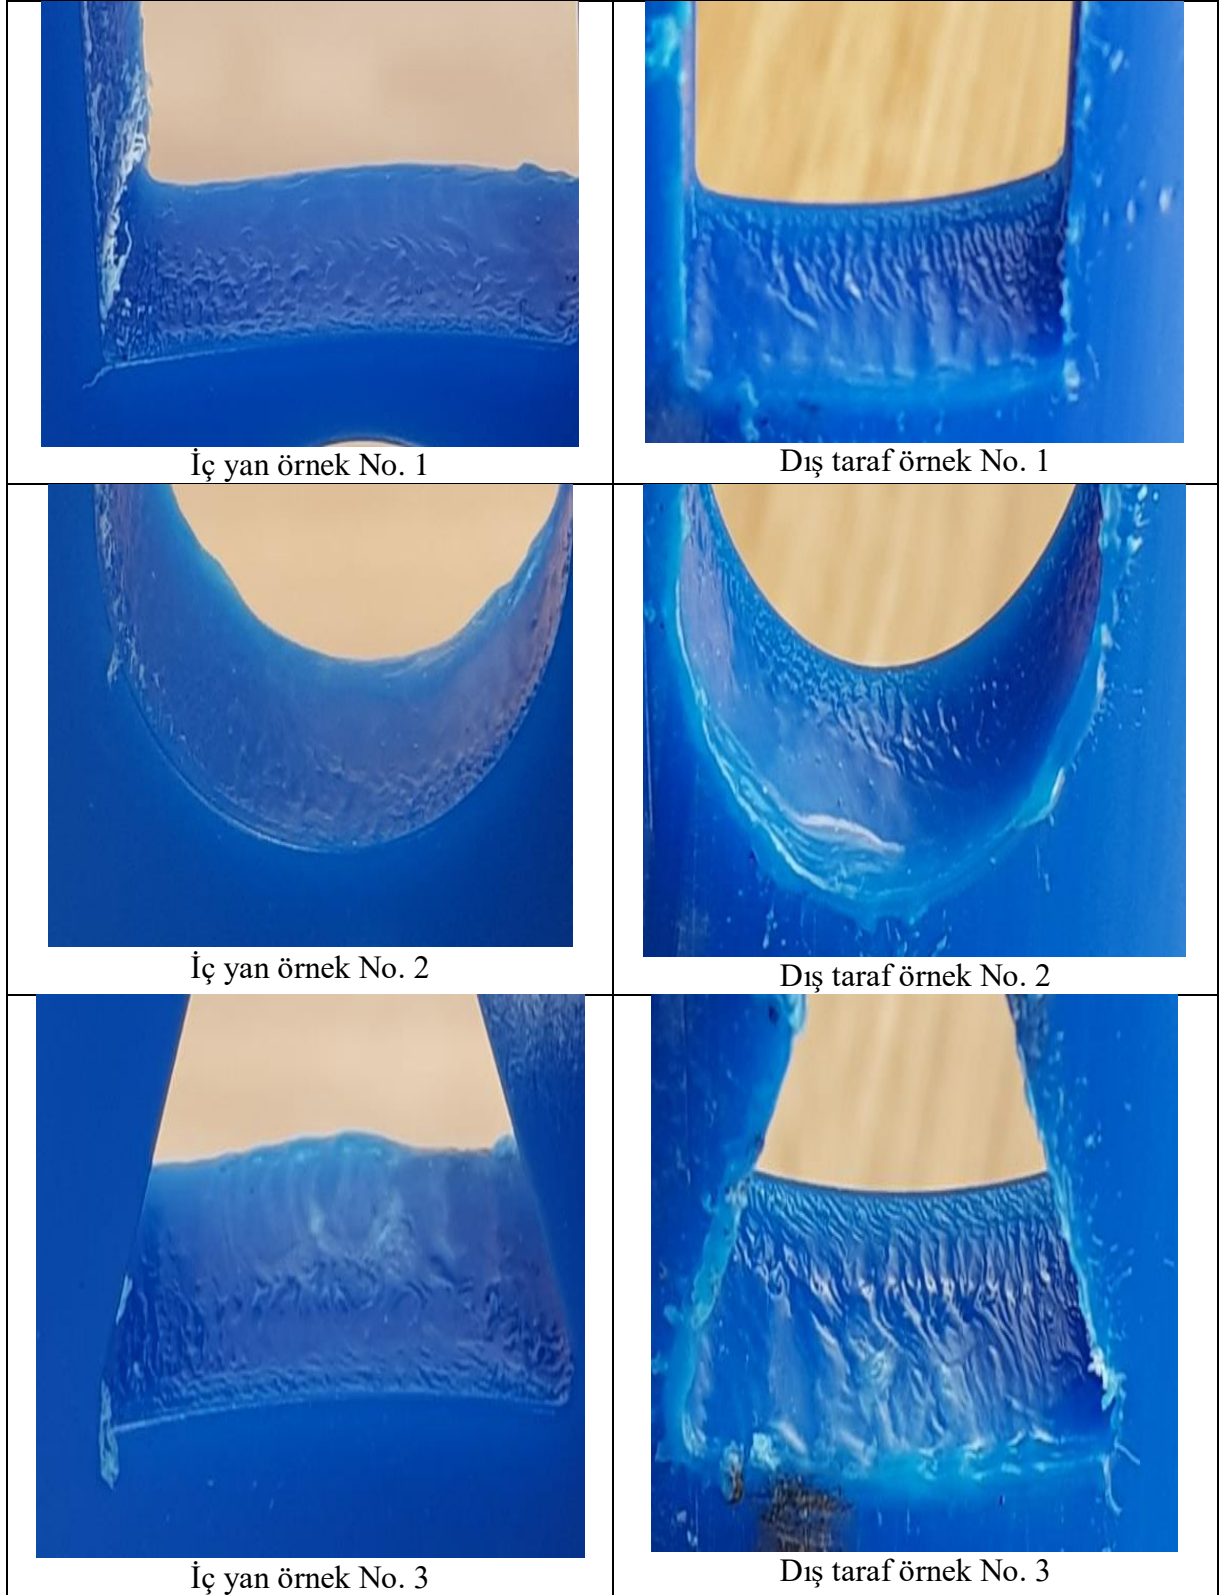 İç yan örnek No. 1
Dış taraf örnek No. 1
İç yan örnek No. 2
Dış taraf örnek No. 2
İç yan örnek No. 3
Dış taraf örnek No. 3